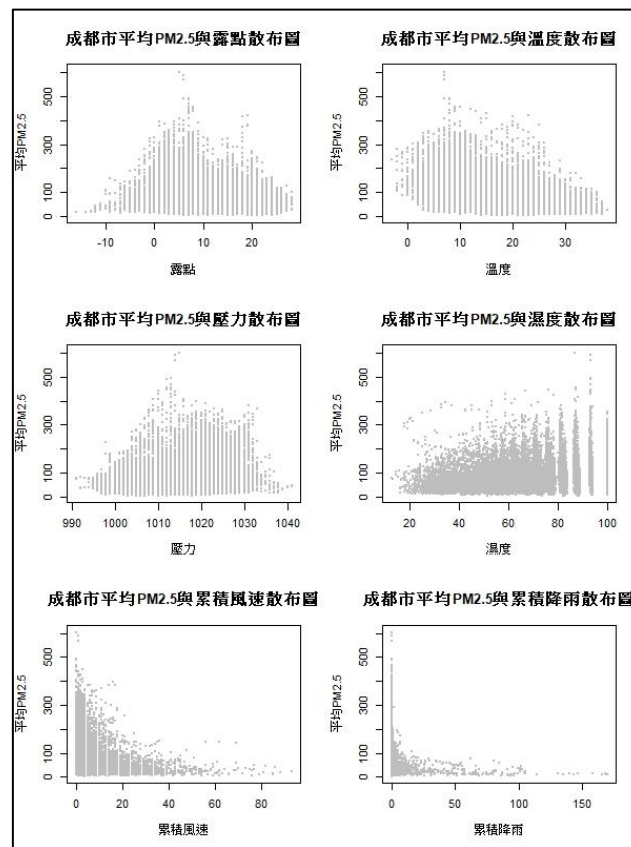 成都市平均PM2.5與露點散布圖
成都市平均PM2.5與溫度散布圖
平均PM2.5
0 100 300 500
-10 0 10 20
露點
平均PM2.5
0 100 300 500
0 10 20 30
溫度
成都市平均PM2.5與壓力散布圖
成都市平均PM2.5與濕度散布圖
平均PM2.5
0 100 300 500
990 1000 1010 1020 1030 1040
壓力
平均PM2.5
0 100 300 500
20 40 60 80 100
濕度
成都市平均PM2.5與累積風速散布圖
成都市平均PM2.5與累積降雨散布圖
平均PM2.5
0 100 300 500
0 20 40 60 80
累積風速
平均PM2.5
0 100 300 500
0 50 100 150
累積降雨